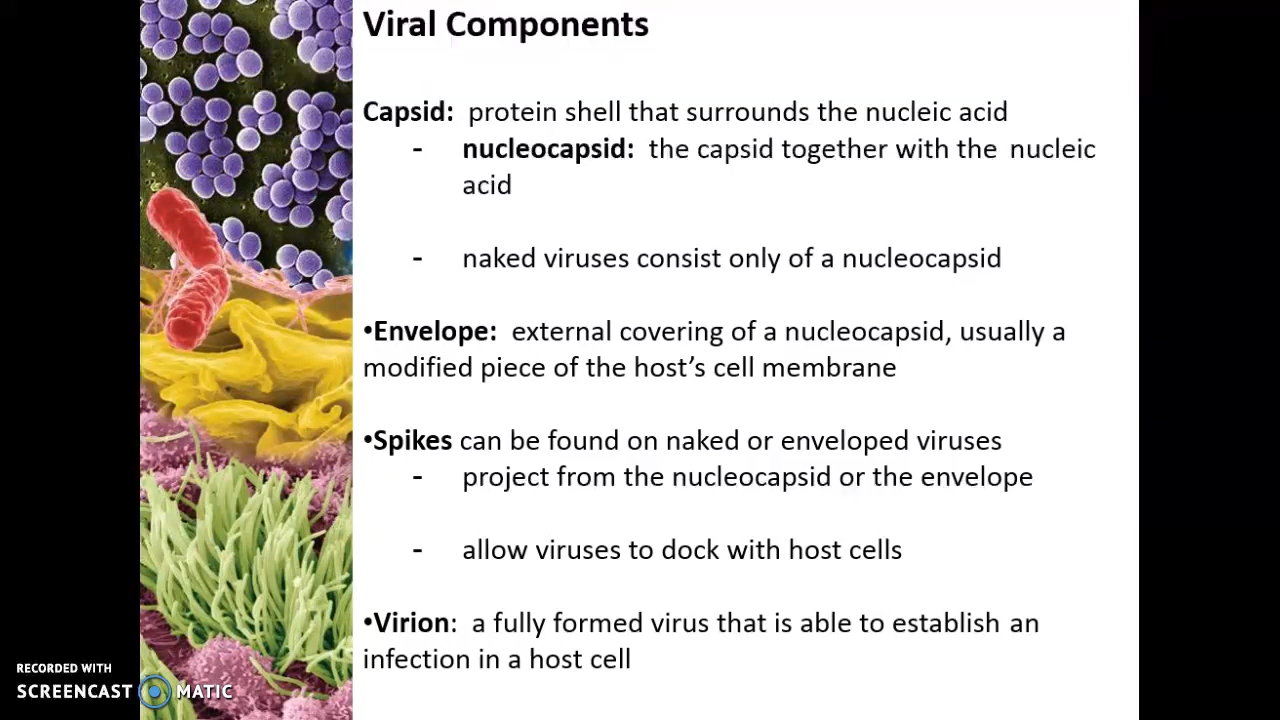 Viral Components
Capsid: protein shell that surrounds the nucleic acid
- nucleocapsid: the capsid together with the nucleic
acid
- naked viruses consist only of a nucleocapsid
•Envelope: external covering of a nucleocapsid, usually a
modified piece of the host’s cell membrane
•Spikes can be found on naked or enveloped viruses
- project from the nucleocapsid or the envelope
- allow viruses to dock with host cells
•Virion: a fully formed virus that is able to establish an
infection in a host cell
RECORDED WITH
SCREENCAST MATIC